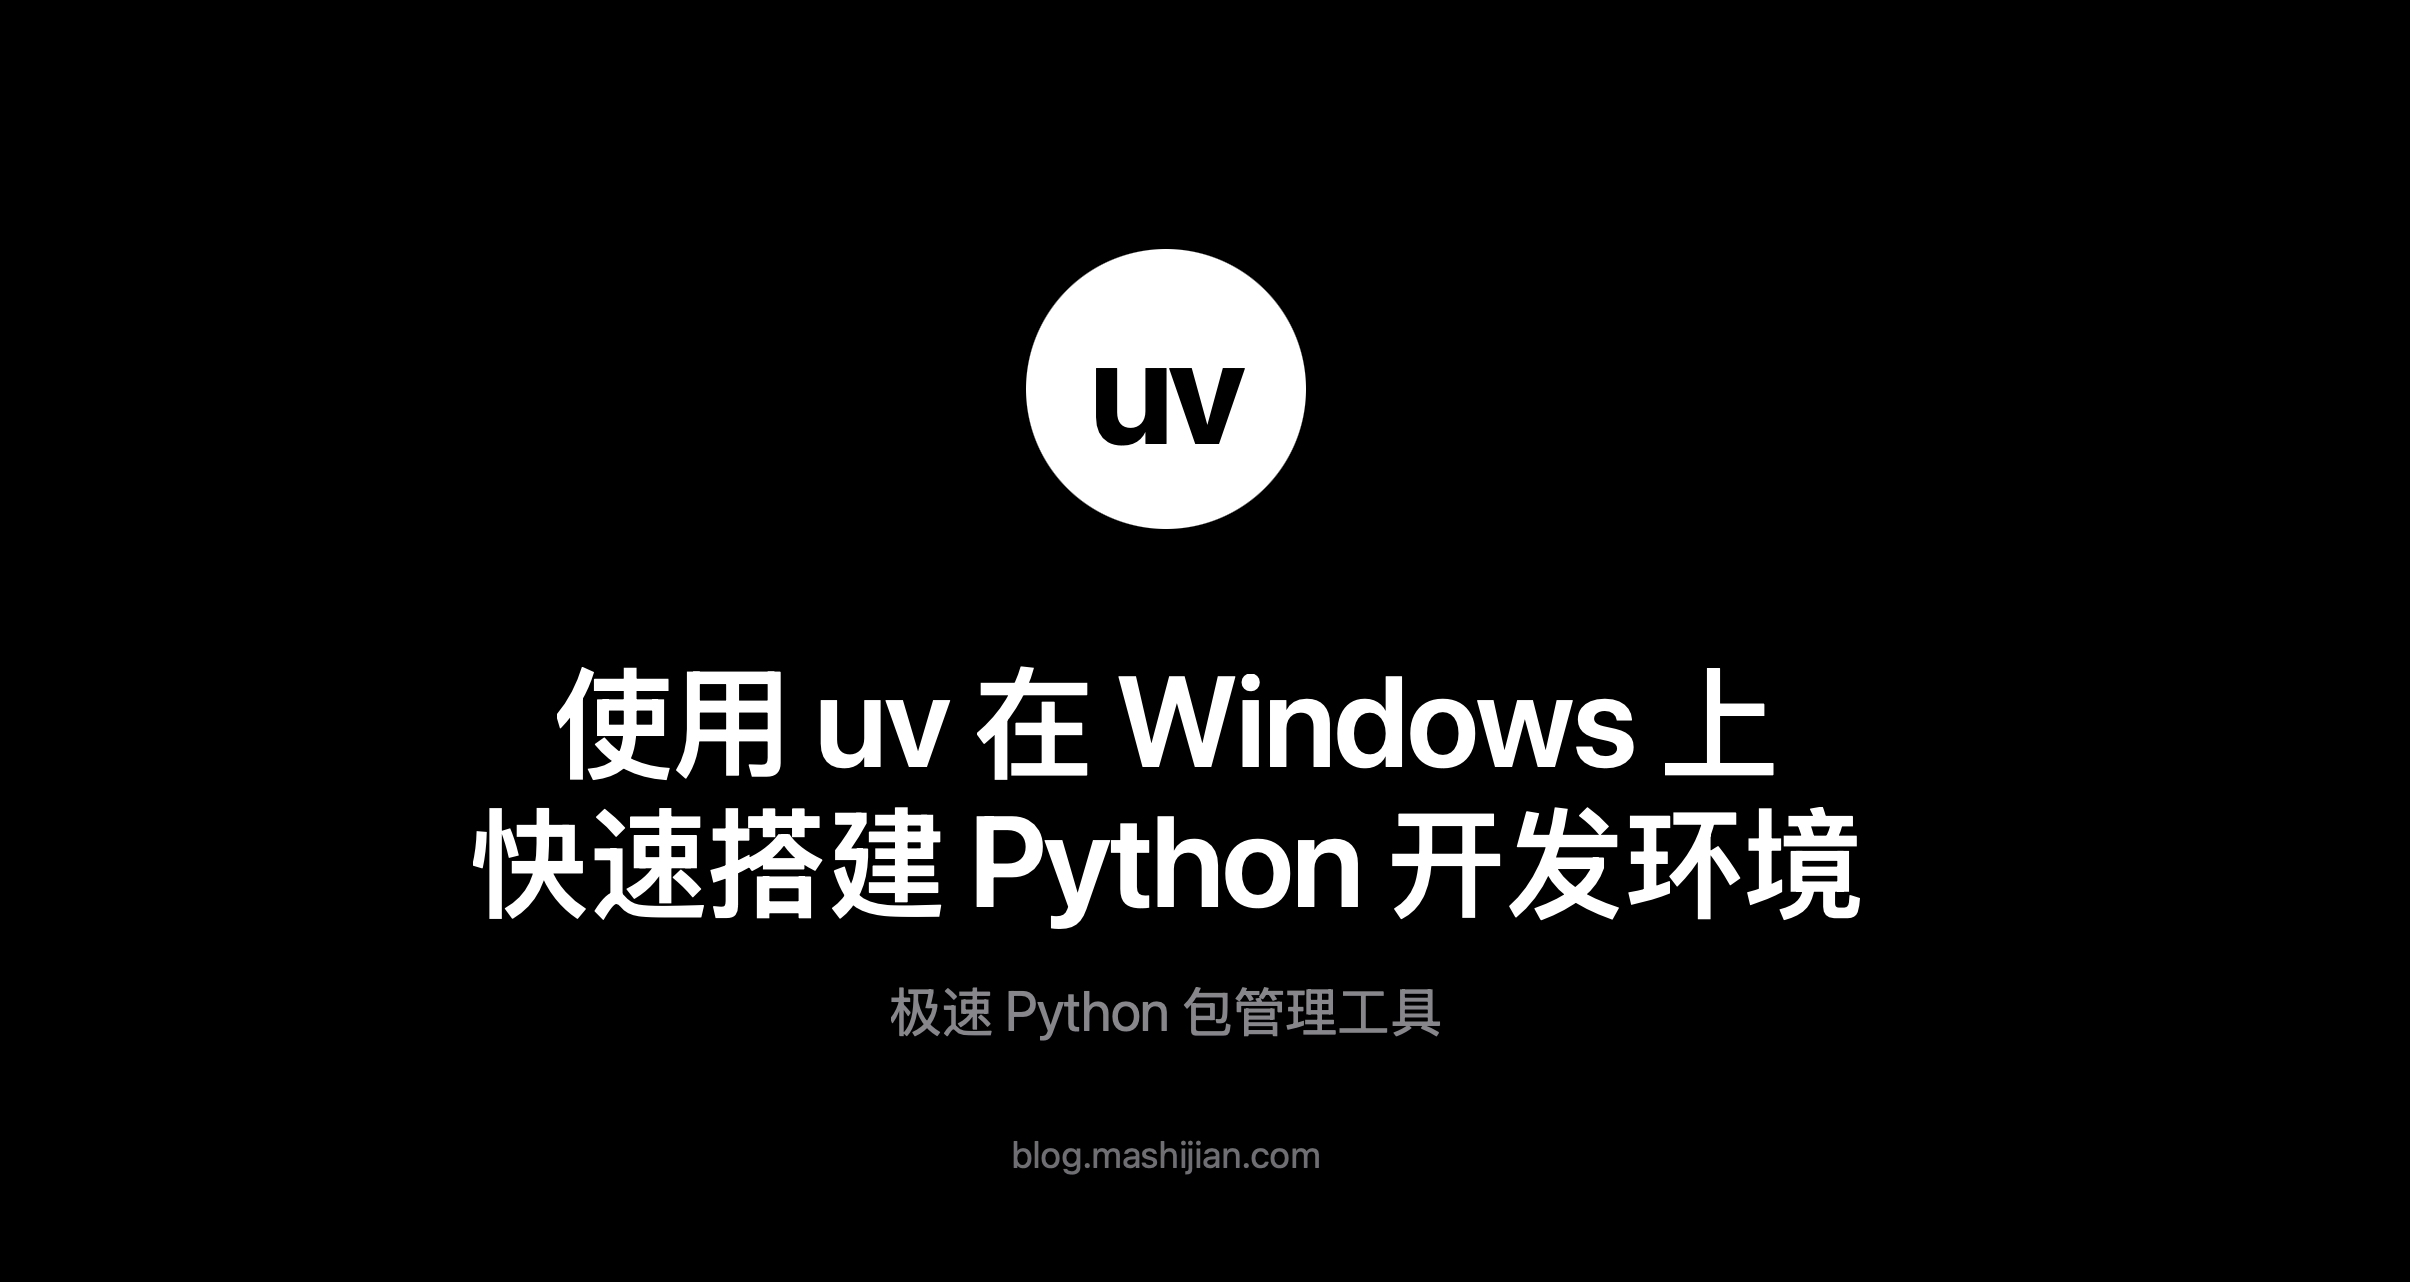 uv
使用 uv 在 Windows 上
快速搭建 Python 开发环境
极速 Python 包管理工具
blog.mashijian.com